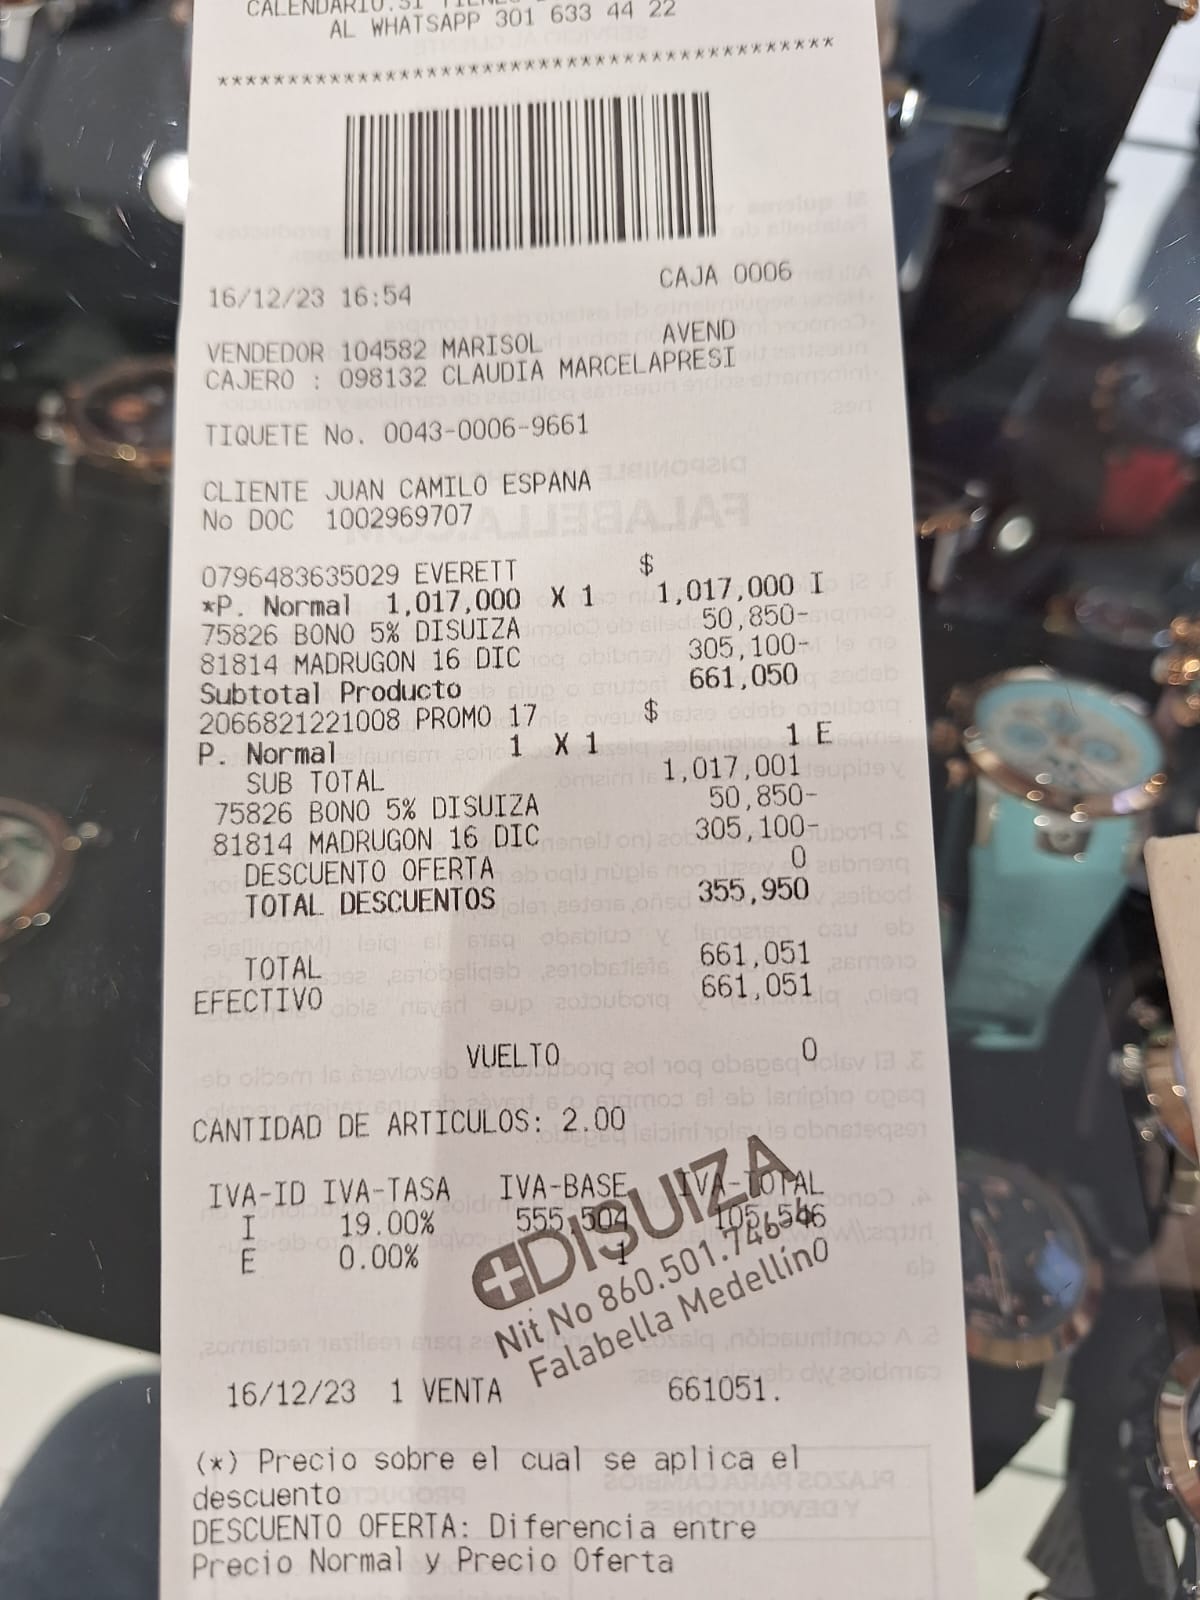 AL WHATSAPP 301 633 44 22
******************************************
16/12/23 16:54 CAJA 0006
VENDEDOR 104582 MARISOL AVEND
CAJERO : 098132 CLAUDIA MARCELAPRESI
TIQUETE No. 0043-0006-9661
CLIENTE JUAN CAMILO ESPANA
No DOC 1002969707
0796483635029 EVERETT $
*P. Normal 1,017,000 X 1 1,017,000 I
75826 BONO 5% DISUIZA 50,850-
81814 MADRUGON 16 DIC 305,100-
Subtotal Producto 661,050
2066821221008 PROMO 17 $
P. Normal 1 X 1 1 E
SUB TOTAL 1,017,001
75826 BONO 5% DISUIZA 50,850-
81814 MADRUGON 16 DIC 305,100-
DESCUENTO OFERTA 0
TOTAL DESCUENTOS 355,950
TOTAL 661,051
EFECTIVO 661,051
VUELTO 0
CANTIDAD DE ARTICULOS: 2.00
IVA-ID IVA-TASA IVA-BASE IVA-TOTAL
I 19.00% 555,504 105,546
E 0.00% 1 0
DISUIZA
Nit No 860.501.
Falabella Medellín
16/12/23 1 VENTA 661051.
(*) Precio sobre el cual se aplica el
descuento
DESCUENTO OFERTA: Diferencia entre
Precio Normal y Precio Oferta